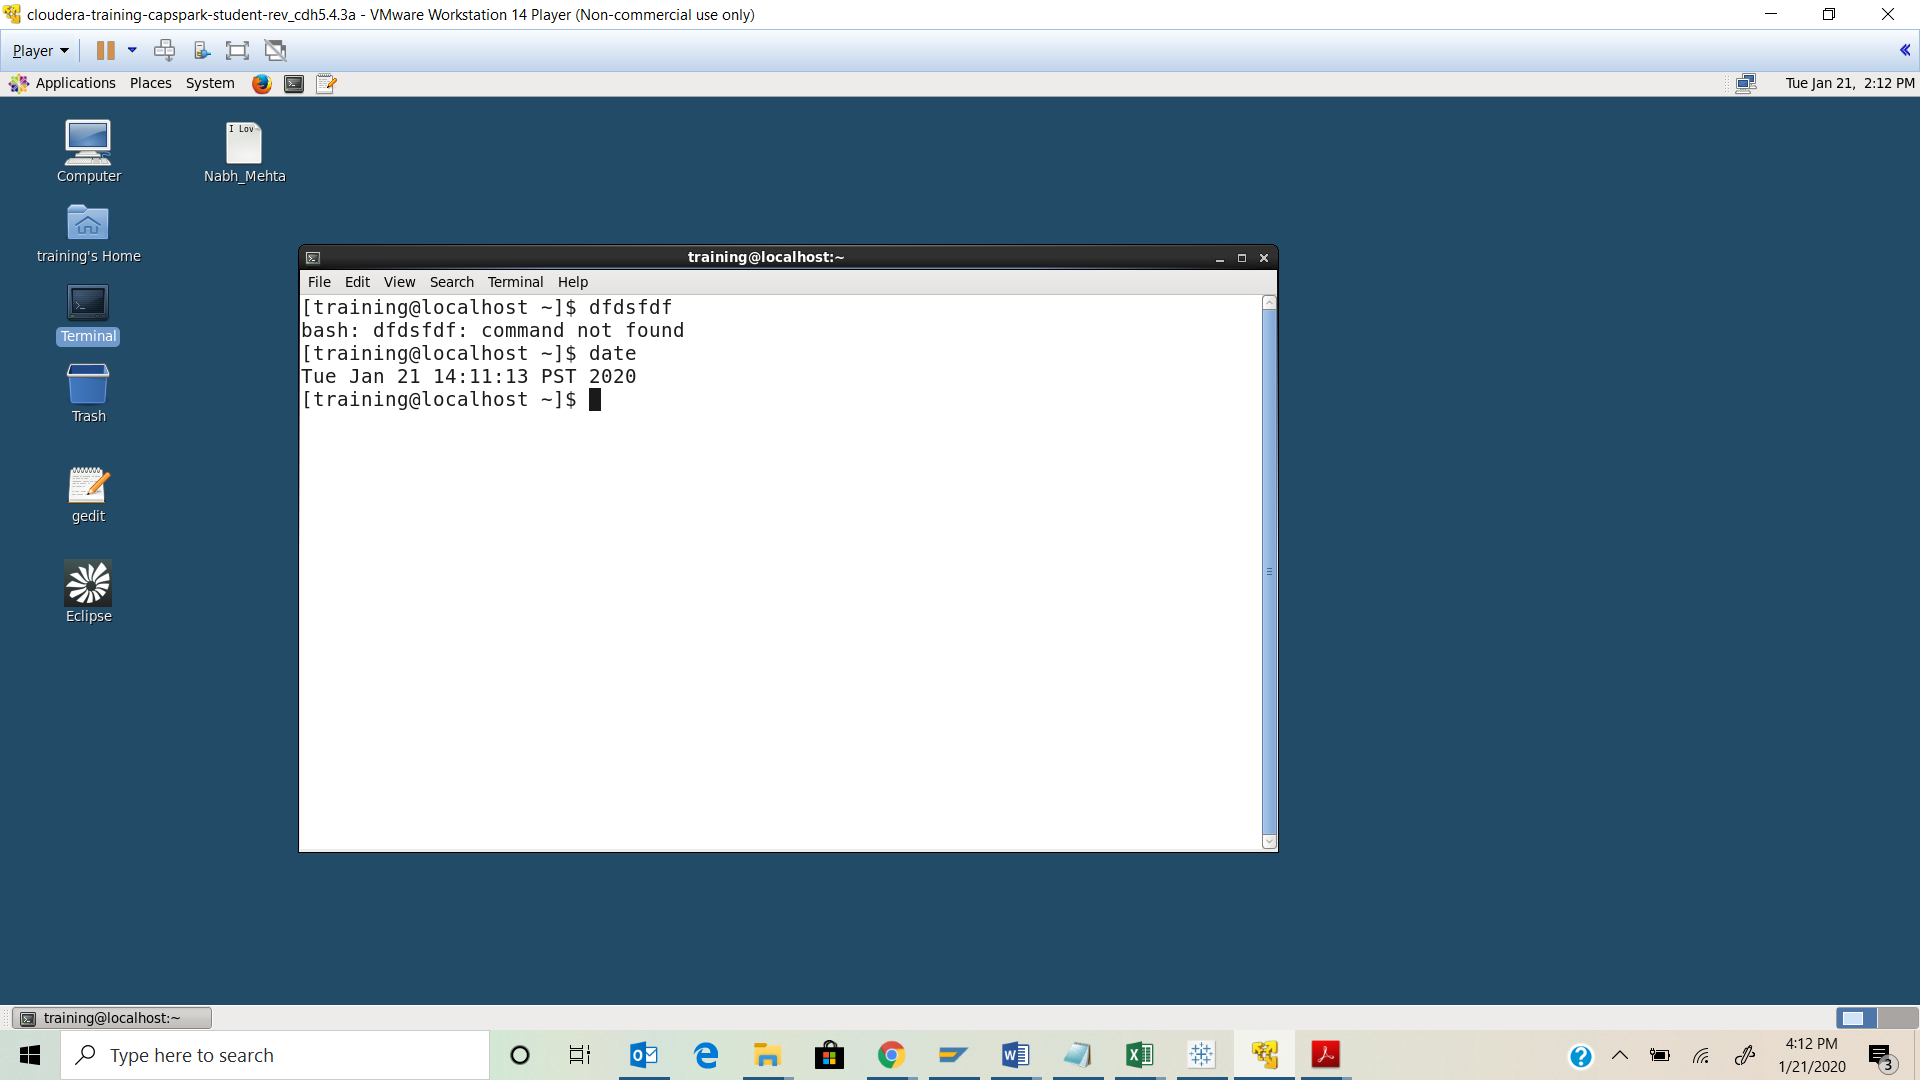 cloudera-training-capspark-student-rev_cdh5.4.3a - VMware Workstation 14 Player (Non-commercial use only)
Player
Applications Places System
Tue Jan 21, 2:12 PM
Computer
I Lov
Nabh_Mehta
training's Home
Terminal
Trash
gedit
Eclipse
training@localhost:~
File Edit View Search Terminal Help
[training@localhost ~]$ dfdsfdf
bash: dfdsfdf: command not found
[training@localhost ~]$ date
Tue Jan 21 14:11:13 PST 2020
[training@localhost ~]$
training@localhost:~
Type here to search
4:12 PM
1/21/2020
3